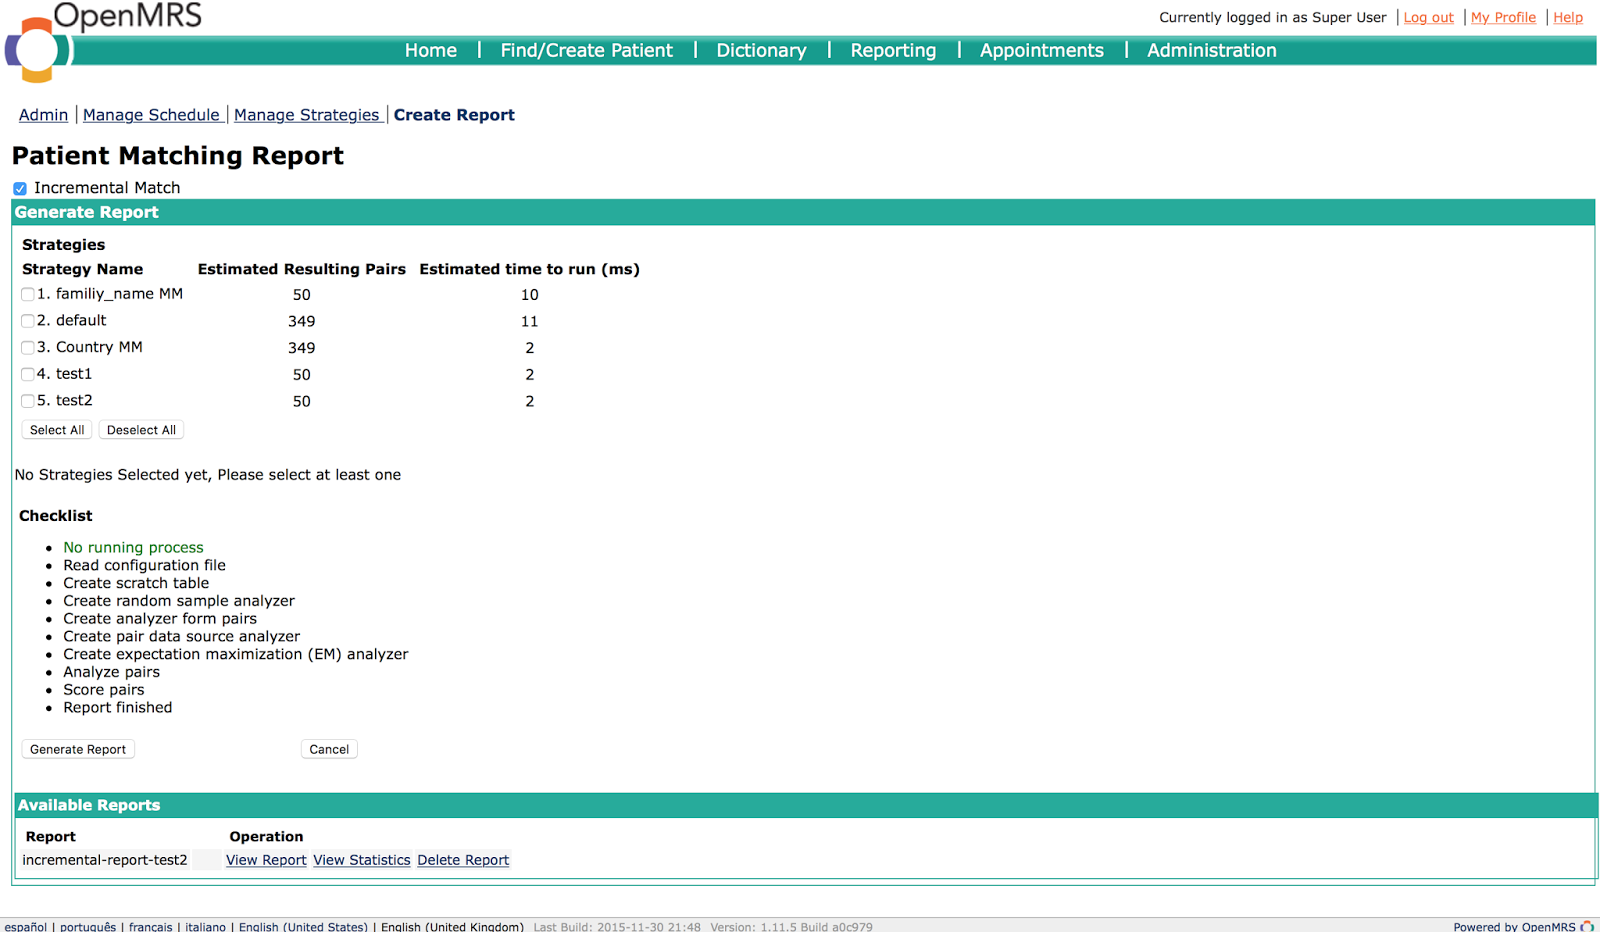 OpenMRS
Currently logged in as Super User | Log out | My Profile | Help
Home | Find/Create Patient | Dictionary | Reporting | Appointments | Administration
Admin | Manage Schedule | Manage Strategies | Create Report
Patient Matching Report
Incremental Match
Generate Report
Strategies
Strategy Name Estimated Resulting Pairs Estimated time to run (ms)
1. familiy_name MM 50 10
2. default 349 11
3. Country MM 349 2
4. test1 50 2
5. test2 50 2
Select All Deselect All
No Strategies Selected yet, Please select at least one
Checklist
• No running process
• Read configuration file
• Create scratch table
• Create random sample analyzer
• Create analyzer form pairs
• Create pair data source analyzer
• Create expectation maximization (EM) analyzer
• Analyze pairs
• Score pairs
• Report finished
Generate Report Cancel
Available Reports
Report Operation
incremental-report-test2 View Report View Statistics Delete Report
español | português | français | italiano | English (United States) | English (United Kingdom) Last Build: 2015-11-30 21:48 Version: 1.11.5 Build a0c979 Powered by OpenMRS